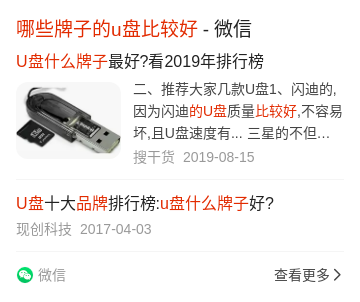 哪些牌子的u盘比较好 - 微信
U盘什么牌子最好?看2019年排行榜
二、推荐大家几款U盘1、闪迪的,
因为闪迪的U盘质量比较好,不容易
坏,且U盘速度有... 三星的不但…
搜干货 2019-08-15
U盘十大品牌排行榜:u盘什么牌子好?
现创科技 2017-04-03
微信
查看更多